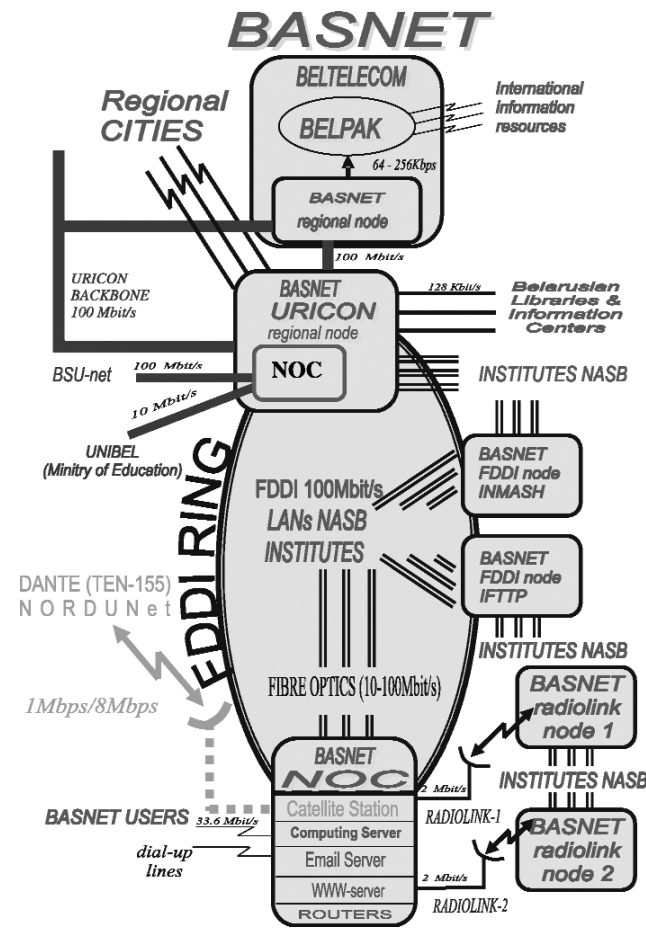 BASNET
BELTELECOM
BELPAK
International
information
resources
Regional
CITIES
64 - 256Kbps
BASNET
regional node
100 Mbit/s
URICON
BACKBONE
100 Mbit/s
BASNET
URICON
regional node
NOC
128 Kbit/s
Belarusian
Libraries &
Information
Centers
BSU-net
100 Mbit/s
10 Mbit/s
UNIBEL
(Minitry of Education)
INSTITUTES NASB
BASNET
FDDI node
INMASH
FDDI RING
FDDI 100Mbit/s
LANs NASB
INSTITUTES
BASNET
FDDI node
IFTTP
INSTITUTES NASB
DANTE (TEN-155)
NORDUNet
1Mbps/8Mbps
FIBRE OPTICS (10-100Mbit/s)
BASNET
radiolink
node 1
BASNET
NOC
2 Mbit/s
RADIOLINK-1
INSTITUTES NASB
Catellite Station
Computing Server
Email Server
WWW-server
ROUTERS
BASNET USERS
33.6 Mbit/s
dial-up
lines
BASNET
radiolink
node 2
2 Mbit/s
RADIOLINK-2